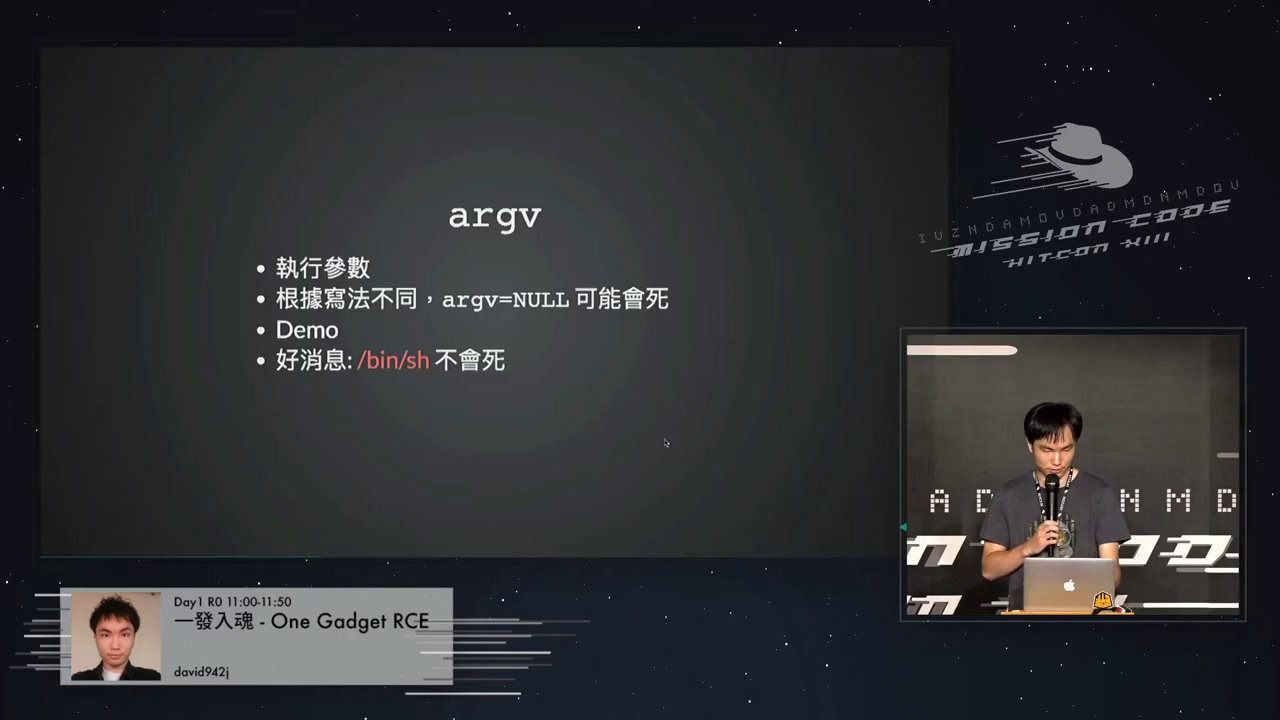 argv
執行參數
根據寫法不同，argv=NULL 可能會死
Demo
好消息: /bin/sh 不會死
IVZNDAMOVDADMDNMDQV
MISSION CODE
HITCON XIII
Day1 R0 11:00-11:50
一發入魂 - One Gadget RCE
david942j